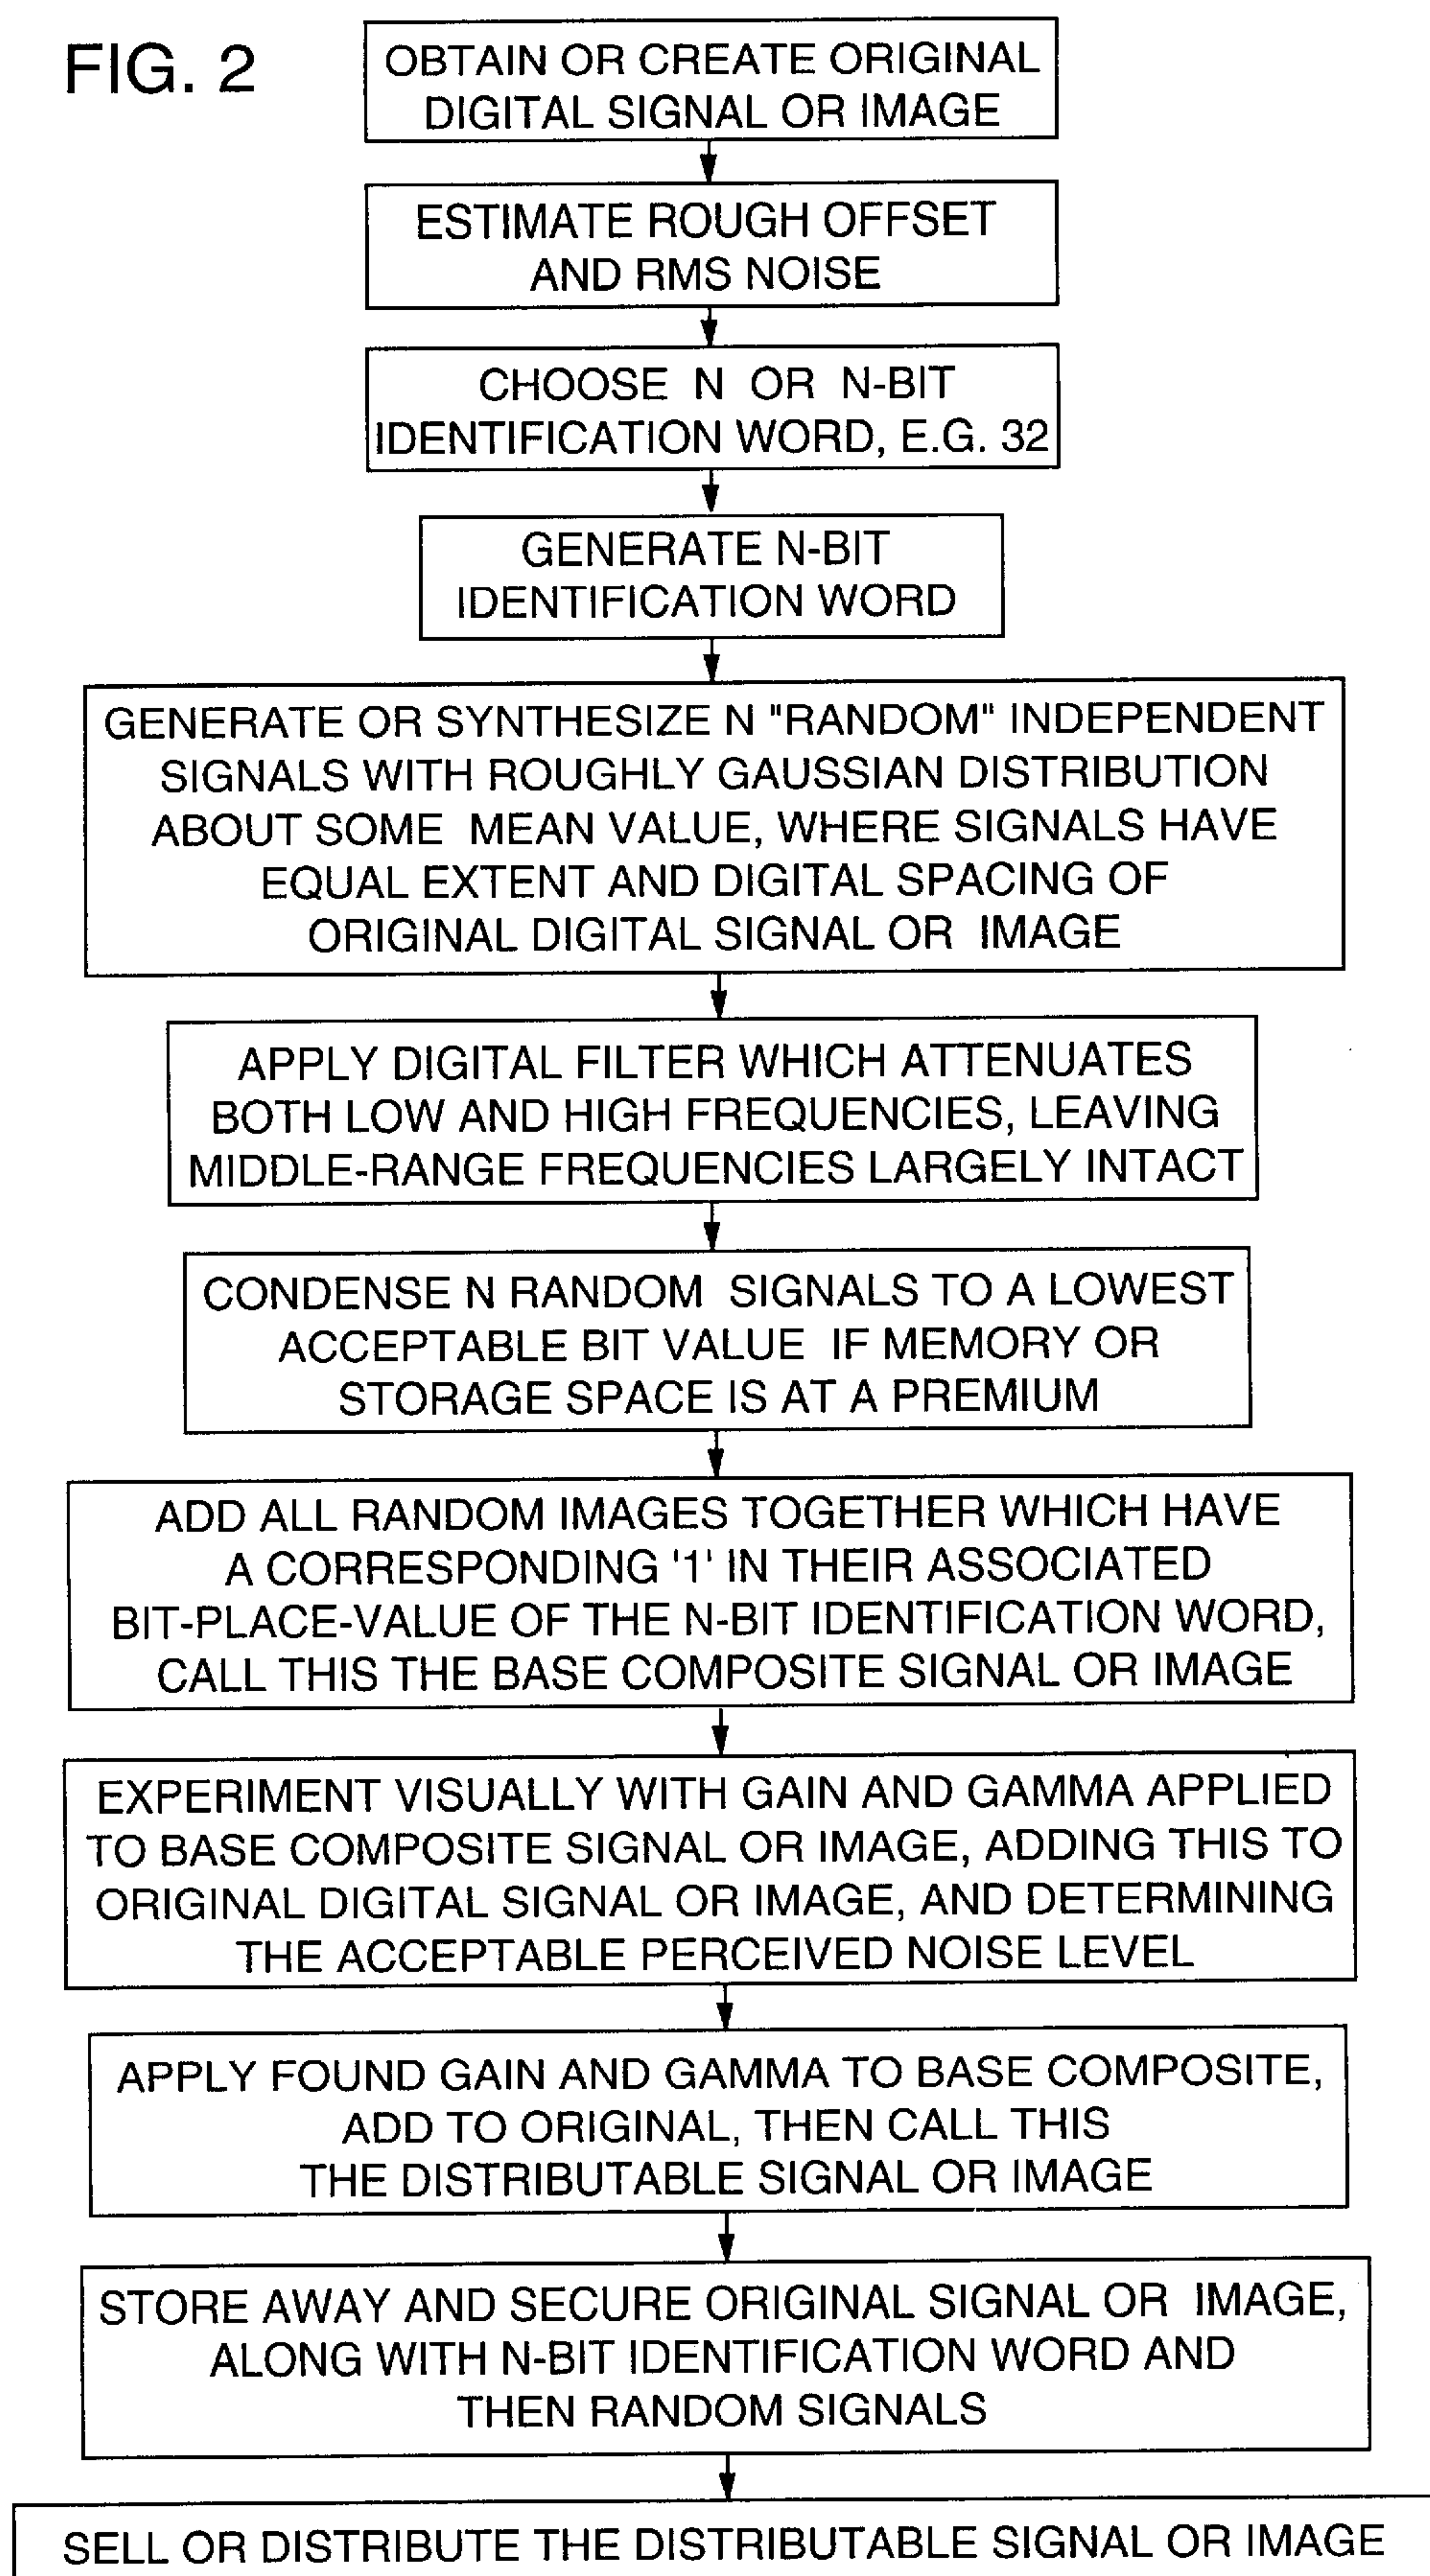 FIG. 2
OBTAIN OR CREATE ORIGINAL
DIGITAL SIGNAL OR IMAGE
ESTIMATE ROUGH OFFSET
AND RMS NOISE
CHOOSE N OR N-BIT
IDENTIFICATION WORD, E.G. 32
GENERATE N-BIT
IDENTIFICATION WORD
GENERATE OR SYNTHESIZE N "RANDOM" INDEPENDENT
SIGNALS WITH ROUGHLY GAUSSIAN DISTRIBUTION
ABOUT SOME MEAN VALUE, WHERE SIGNALS HAVE
EQUAL EXTENT AND DIGITAL SPACING OF
ORIGINAL DIGITAL SIGNAL OR IMAGE
APPLY DIGITAL FILTER WHICH ATTENUATES
BOTH LOW AND HIGH FREQUENCIES, LEAVING
MIDDLE-RANGE FREQUENCIES LARGELY INTACT
CONDENSE N RANDOM SIGNALS TO A LOWEST
ACCEPTABLE BIT VALUE IF MEMORY OR
STORAGE SPACE IS AT A PREMIUM
ADD ALL RANDOM IMAGES TOGETHER WHICH HAVE
A CORRESPONDING '1' IN THEIR ASSOCIATED
BIT-PLACE-VALUE OF THE N-BIT IDENTIFICATION WORD,
CALL THIS THE BASE COMPOSITE SIGNAL OR IMAGE
EXPERIMENT VISUALLY WITH GAIN AND GAMMA APPLIED
TO BASE COMPOSITE SIGNAL OR IMAGE, ADDING THIS TO
ORIGINAL DIGITAL SIGNAL OR IMAGE, AND DETERMINING
THE ACCEPTABLE PERCEIVED NOISE LEVEL
APPLY FOUND GAIN AND GAMMA TO BASE COMPOSITE,
ADD TO ORIGINAL, THEN CALL THIS
THE DISTRIBUTABLE SIGNAL OR IMAGE
STORE AWAY AND SECURE ORIGINAL SIGNAL OR IMAGE,
ALONG WITH N-BIT IDENTIFICATION WORD AND
THEN RANDOM SIGNALS
SELL OR DISTRIBUTE THE DISTRIBUTABLE SIGNAL OR IMAGE